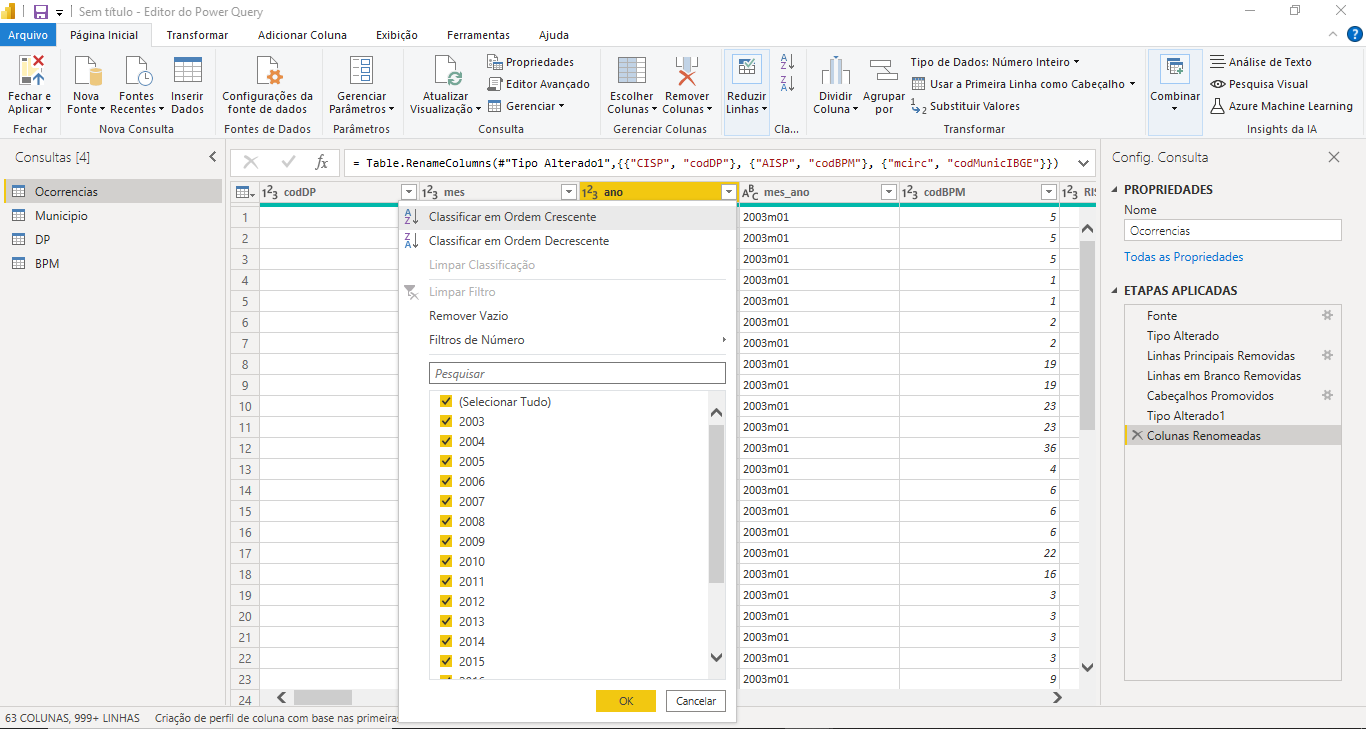 Sem título - Editor do Power Query
Arquivo Página Inicial Transformar Adicionar Coluna Exibição Ferramentas Ajuda
Fechar e Aplicar
Fechar
Nova Fonte
Fontes Recentes
Inserir Dados
Nova Consulta
Configurações da fonte de dados
Fontes de Dados
Gerenciar Parâmetros
Parâmetros
Atualizar Visualização
Propriedades
Editor Avançado
Gerenciar
Consulta
Escolher Colunas
Remover Colunas
Gerenciar Colunas
Reduzir Linhas
Cla...
Dividir Coluna
Agrupar por
Tipo de Dados: Número Inteiro
Usar a Primeira Linha como Cabeçalho
Substituir Valores
Transformar
Combinar
Análise de Texto
Pesquisa Visual
Azure Machine Learning
Insights da IA
Consultas [4]
Ocorrencias
Municipio
DP
BPM
= Table.RenameColumns(#"Tipo Alterado1",{{"CISP", "codDP"}, {"AISP", "codBPM"}, {"mcirc", "codMunicIBGE"}})
codDP mes ano mes_ano codBPM RIS
1 2003m01 5
2 2003m01 5
3 2003m01 5
4 2003m01 1
5 2003m01 1
6 2003m01 2
7 2003m01 2
8 2003m01 19
9 2003m01 19
10 2003m01 23
11 2003m01 23
12 2003m01 36
13 2003m01 4
14 2003m01 6
15 2003m01 6
16 2003m01 6
17 2003m01 22
18 2003m01 16
19 2003m01 3
20 2003m01 3
21 2003m01 3
22 2003m01 3
23 2003m01 9
24
Classificar em Ordem Crescente
Classificar em Ordem Decrescente
Limpar Classificação
Limpar Filtro
Remover Vazio
Filtros de Número
Pesquisar
(Selecionar Tudo)
2003
2004
2005
2006
2007
2008
2009
2010
2011
2012
2013
2014
2015
OK Cancelar
Config. Consulta
PROPRIEDADES
Nome
Ocorrencias
Todas as Propriedades
ETAPAS APLICADAS
Fonte
Tipo Alterado
Linhas Principais Removidas
Linhas em Branco Removidas
Cabeçalhos Promovidos
Tipo Alterado1
Colunas Renomeadas
63 COLUNAS, 999+ LINHAS Criação de perfil de coluna com base nas primeiras